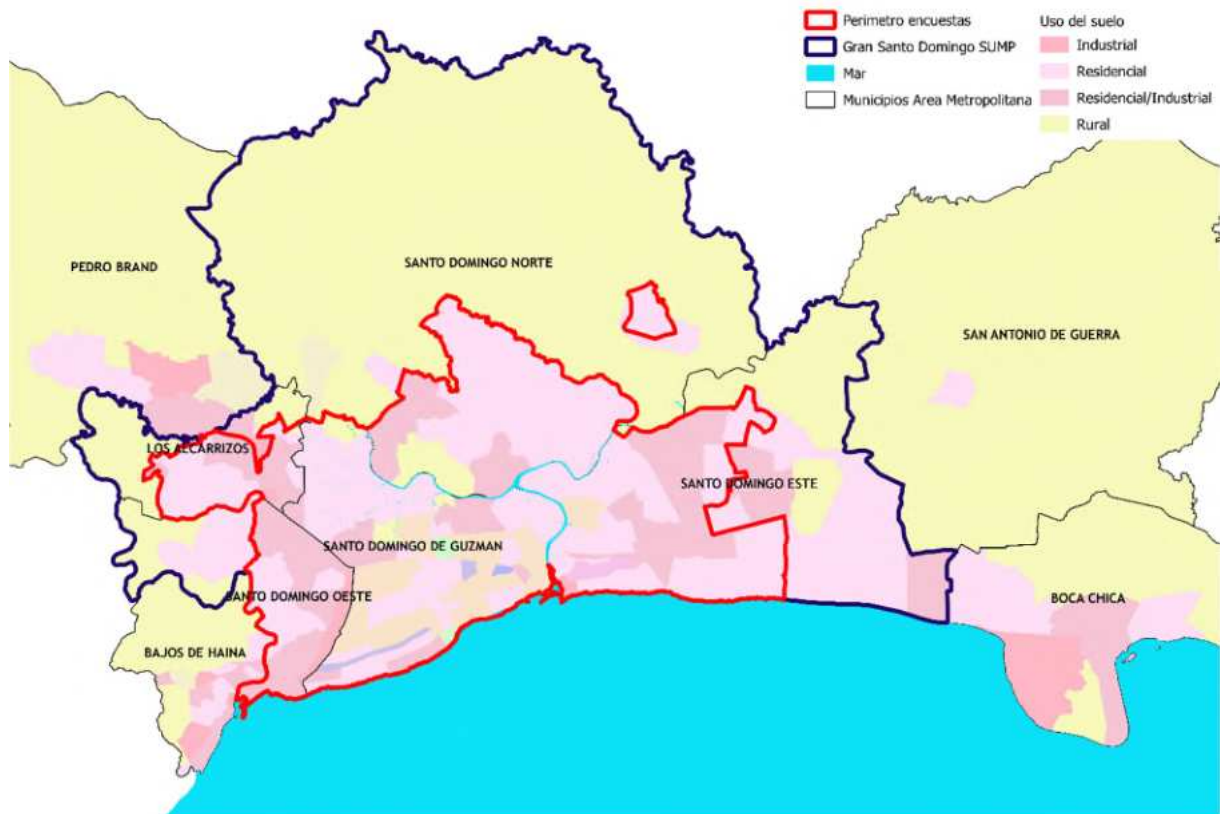 Perimetro encuestas
Gran Santo Domingo SUMP
Mar
Municipios Area Metropolitana
Uso del suelo
Industrial
Residencial
Residencial/Industrial
Rural
PEDRO BRAND
SANTO DOMINGO NORTE
SAN ANTONIO DE GUERRA
LOS ALCARRIZOS
SANTO DOMINGO ESTE
SANTO DOMINGO DE GUZMAN
SANTO DOMINGO OESTE
BOCA CHICA
BAJOS DE HAINA